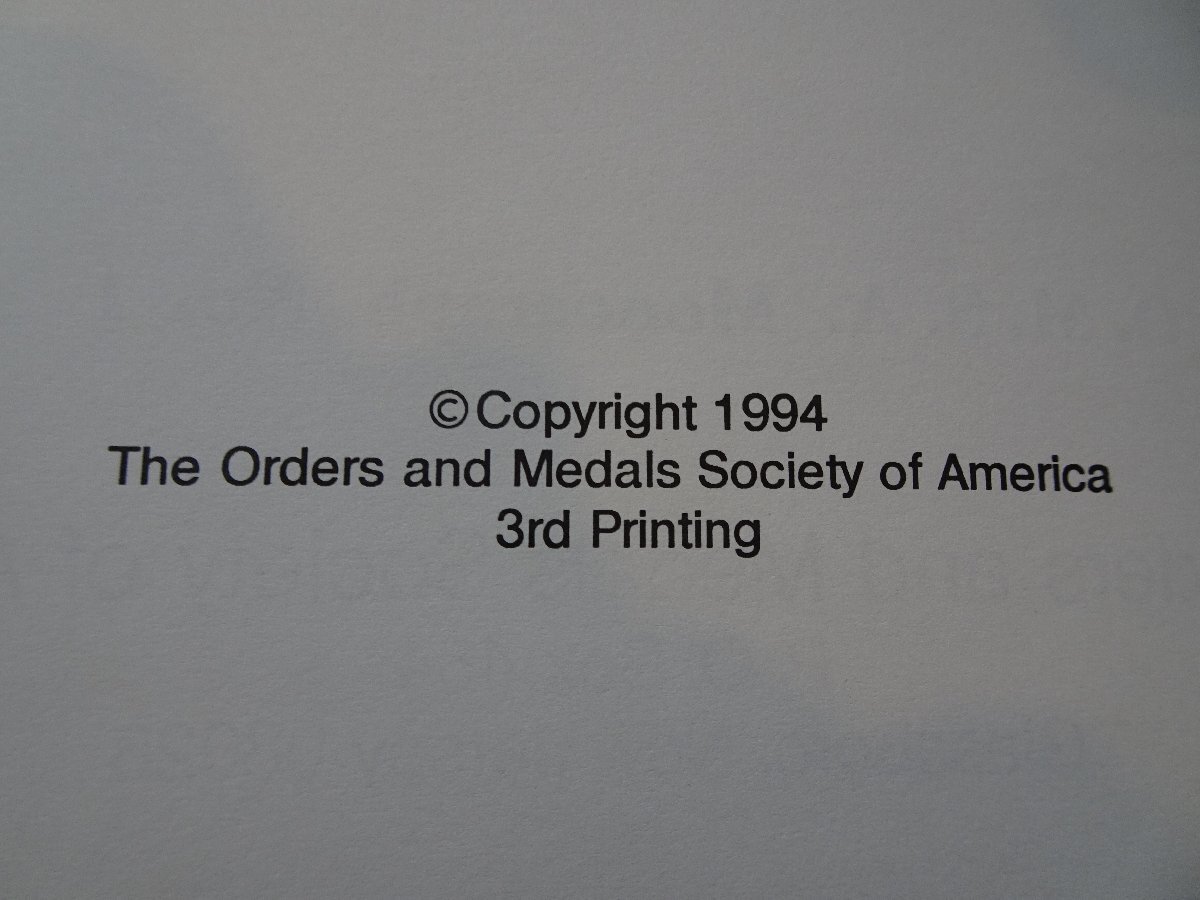 ©Copyright 1994
The Orders and Medals Society of America
3rd Printing